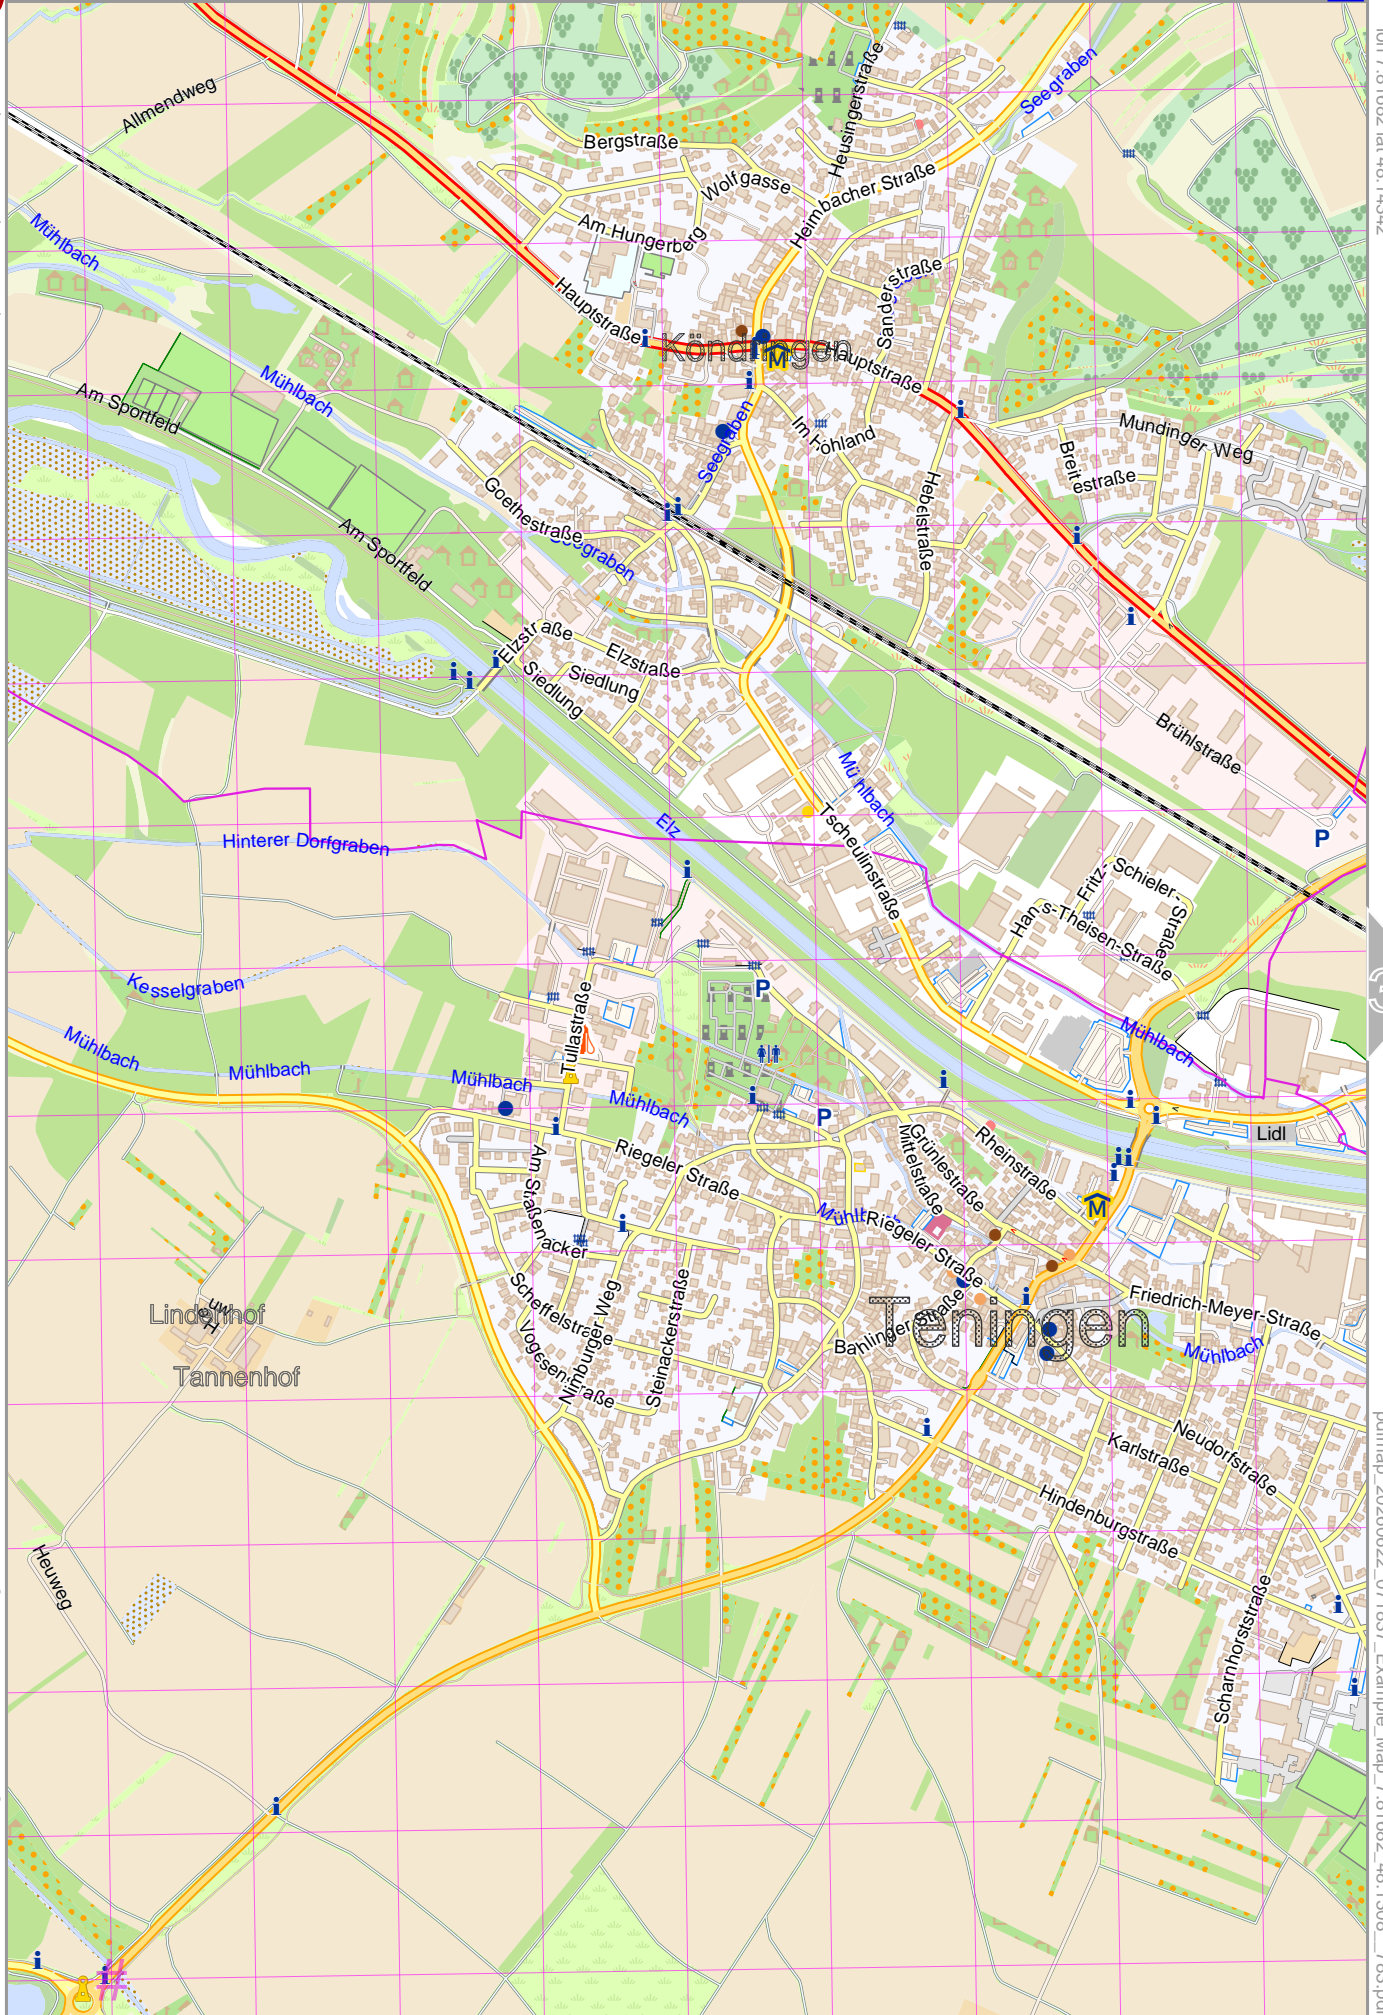 Seegraben
Heusingerstraße
Allmendweg
Bergstraße
Wolfgasse
Heimbacher Straße
Mühlbach
Am Hungerberg
Sanderstraße
Hauptstraße
Köndringen
M
Hauptstraße
Mühlbach
Am Sportfeld
Seegraben
Im Höhland
Mundinger Weg
Breitestraße
Hebelstraße
Goethestraße
Seegraben
Am Sportfeld
Elzstraße
Elzstraße
Siedlung
Siedlung
Brühlstraße
Mühlbach
Elz
Tscheulinstraße
P
Hinterer Dorfgraben
Fritz-Schieler-Straße
Hans-Theisen-Straße
Kesselgraben
P
Tullastraße
Mühlbach
Mühlbach
Mühlbach
Mühlbach
Mühlbach
P
Lidl
Rheinstraße
Grünlestraße
Mittelstraße
Riegeler Straße
Am Straßenacker
M
Mühlbach
Riegeler Straße
Scheffelstraße
Vogesenstraße
Nimburger Weg
Steinackerstraße
Bahlinger Straße
Teningen
Friedrich-Meyer-Straße
Mühlbach
Lindenhof
Tannenhof
Neudorfstraße
Karlstraße
Hindenburgstraße
Heuweg
Scharnhorststraße
#